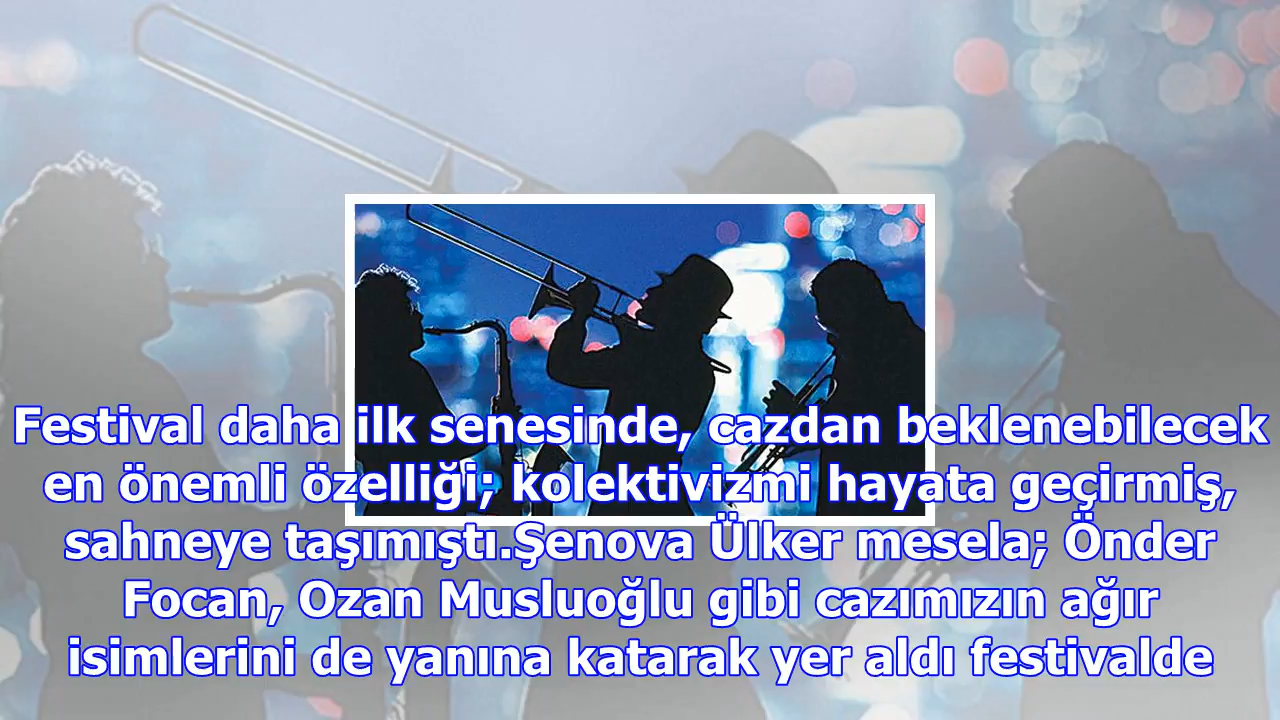 Festival daha ilk senesinde, cazdan beklenebilecek
en önemli özelliği; kolektivizmi hayata geçirmiş,
sahneye taşımıştı.Şenova Ülker mesela; Önder
Focan, Ozan Musluoğlu gibi cazımızın ağır
isimlerini de yanına katarak yer aldı festivalde